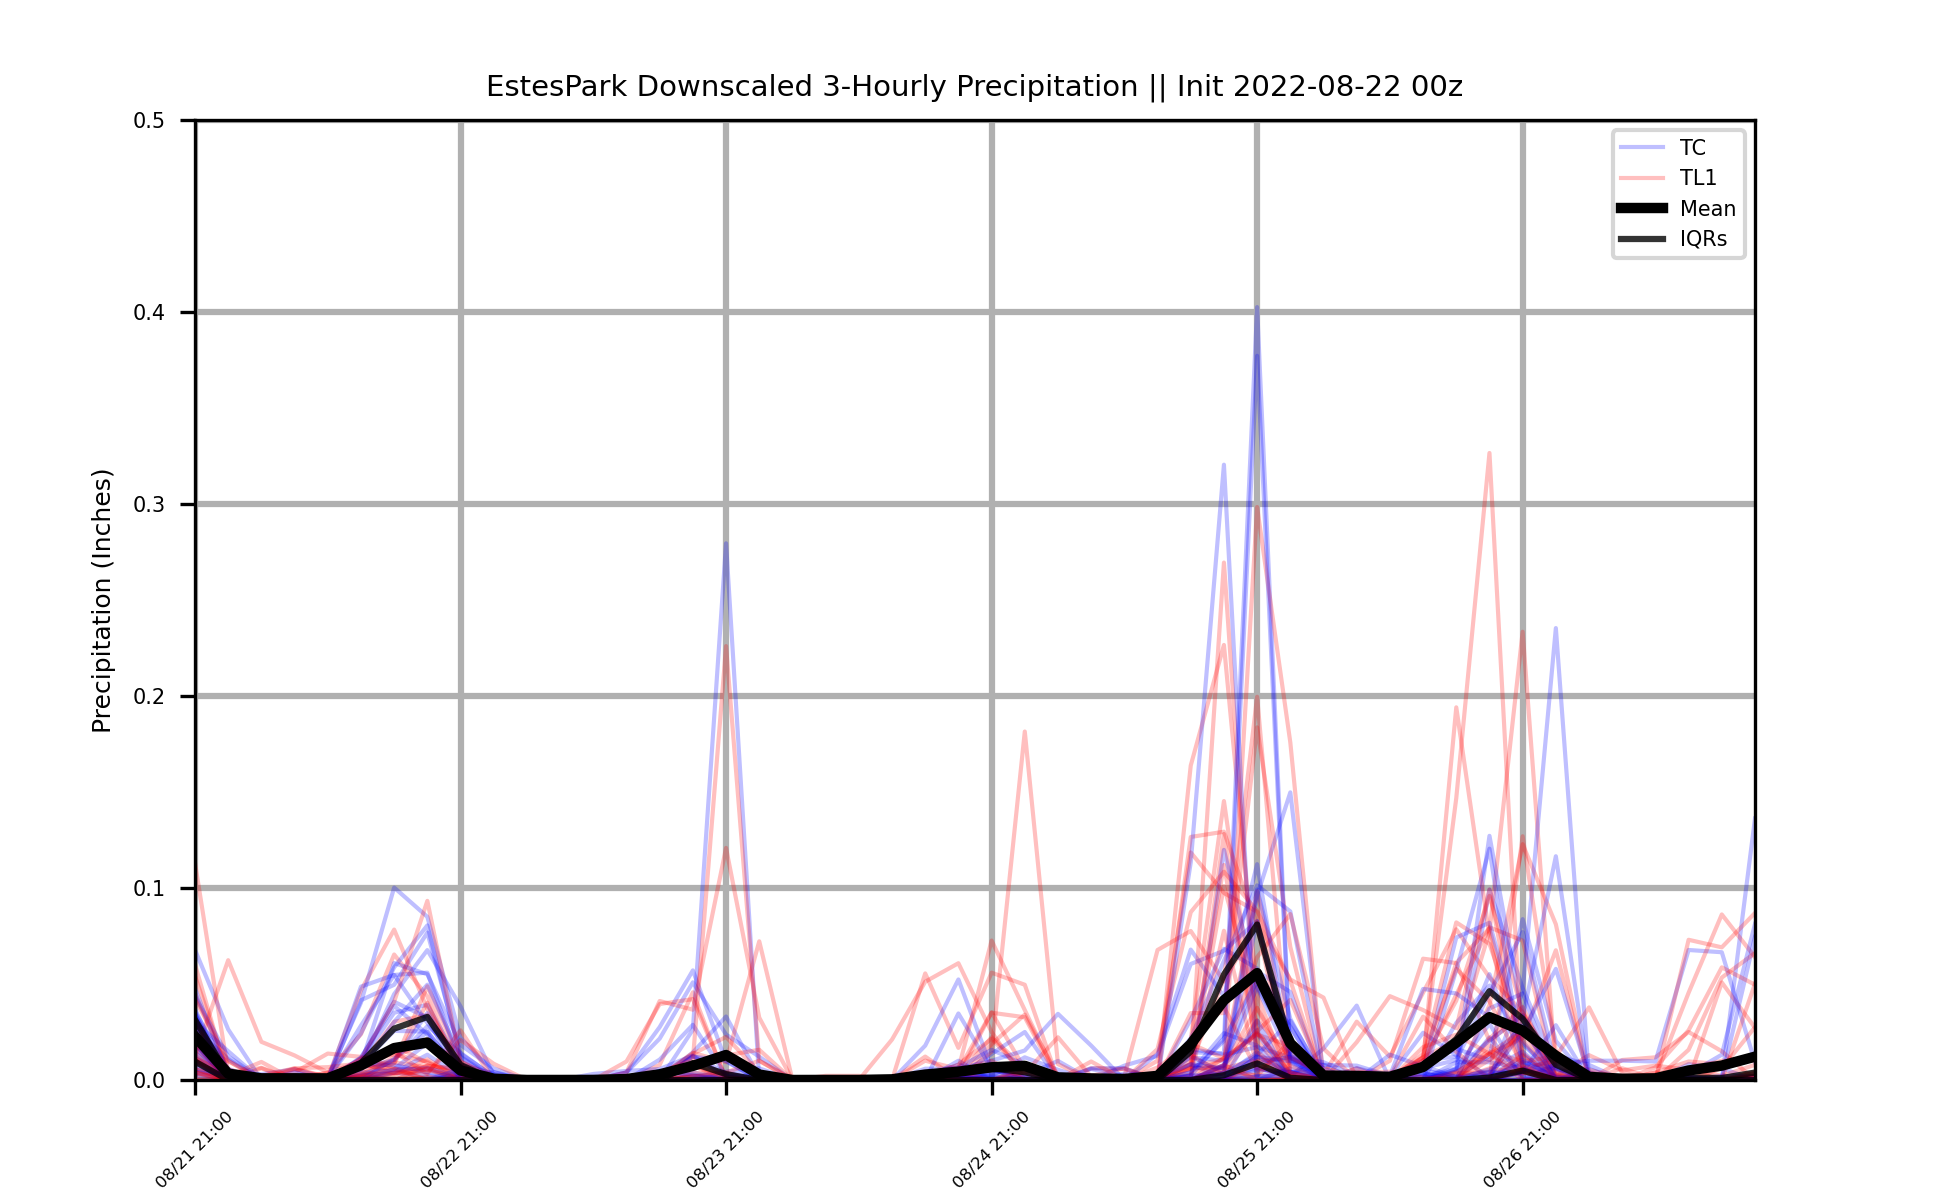 EstesPark Downscaled 3-Hourly Precipitation || Init 2022-08-22 00z
TC
TL1
Mean
IQRs
Precipitation (Inches)
0.5
0.4
0.3
0.2
0.1
0.0
08/21 21:00
08/22 21:00
08/23 21:00
08/24 21:00
08/25 21:00
08/26 21:00